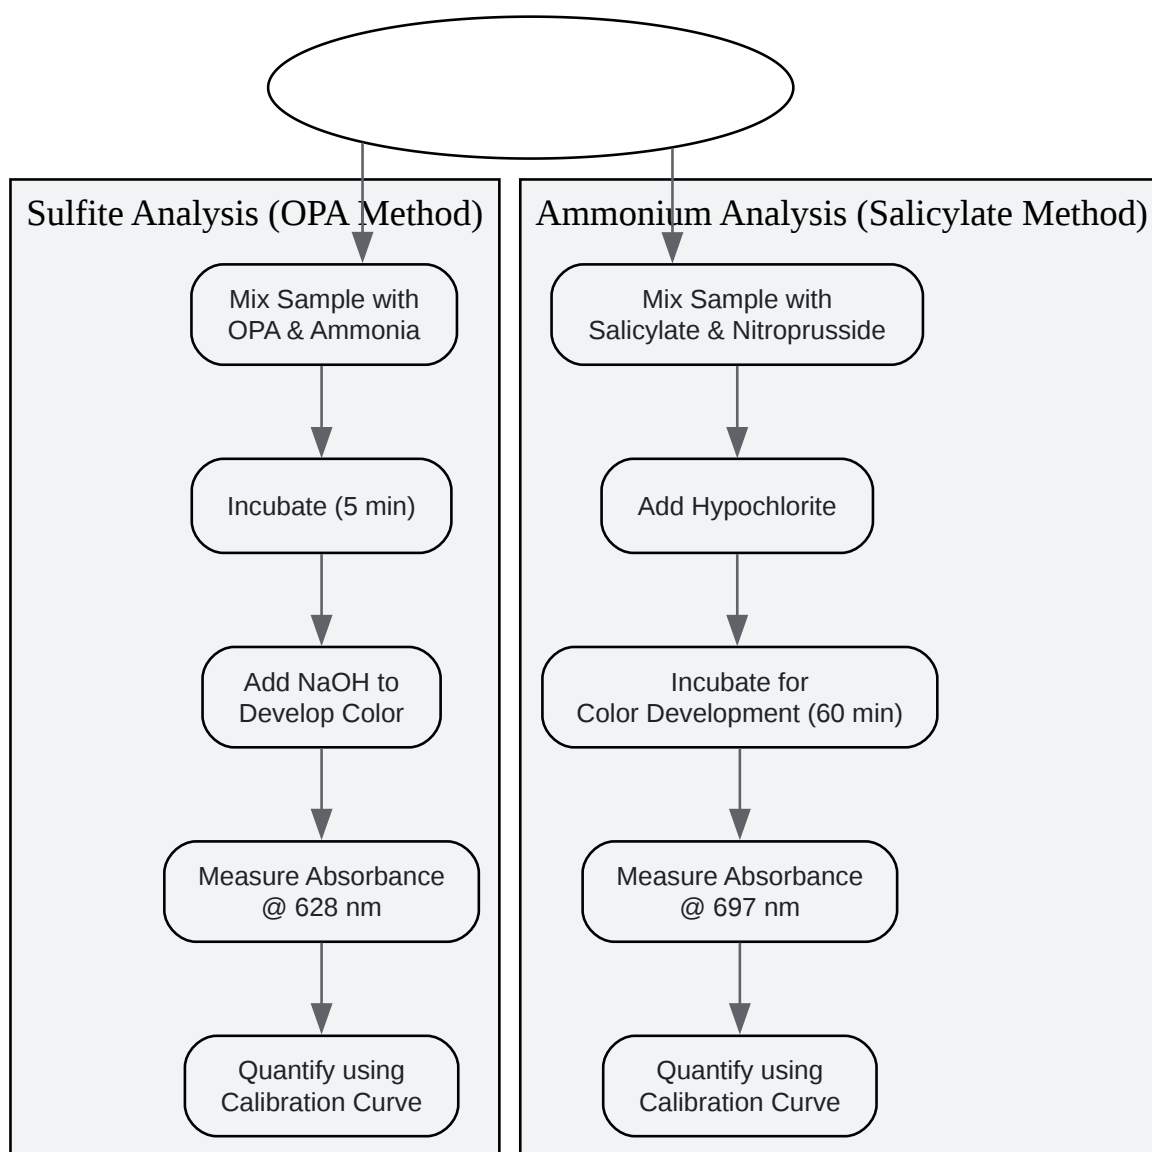 Sulfite Analysis (OPA Method)
Mix Sample with
OPA & Ammonia
Incubate (5 min)
Add NaOH to
Develop Color
Measure Absorbance
@ 628 nm
Quantify using
Calibration Curve
Ammonium Analysis (Salicylate Method)
Mix Sample with
Salicylate & Nitroprusside
Add Hypochlorite
Incubate for
Color Development (60 min)
Measure Absorbance
@ 697 nm
Quantify using
Calibration Curve